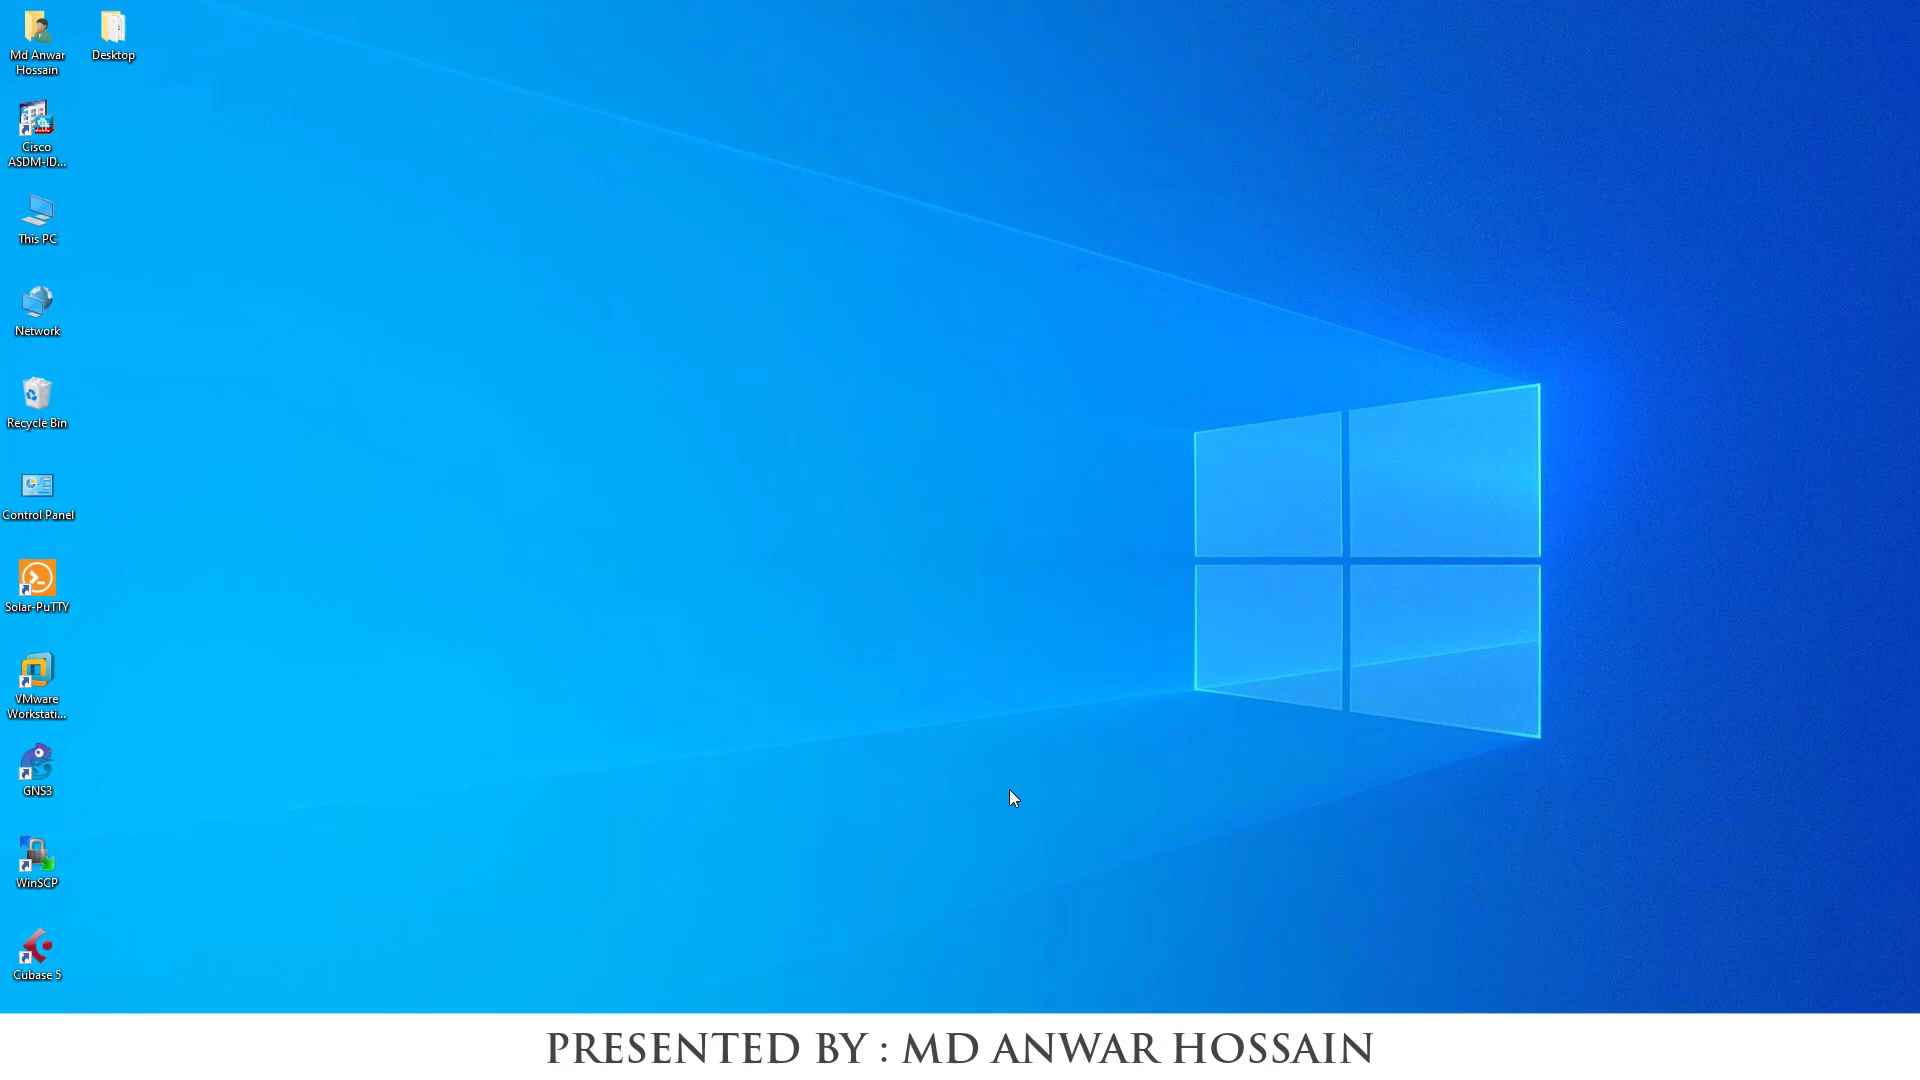 Md Anwar
Hossain
Desktop
Cisco
ASDM-ID...
This PC
Network
Recycle Bin
Control Panel
Solar-PuTTY
VMware
Workstati...
GNS3
WinSCP
Cubase 5
PRESENTED BY : MD ANWAR HOSSAIN